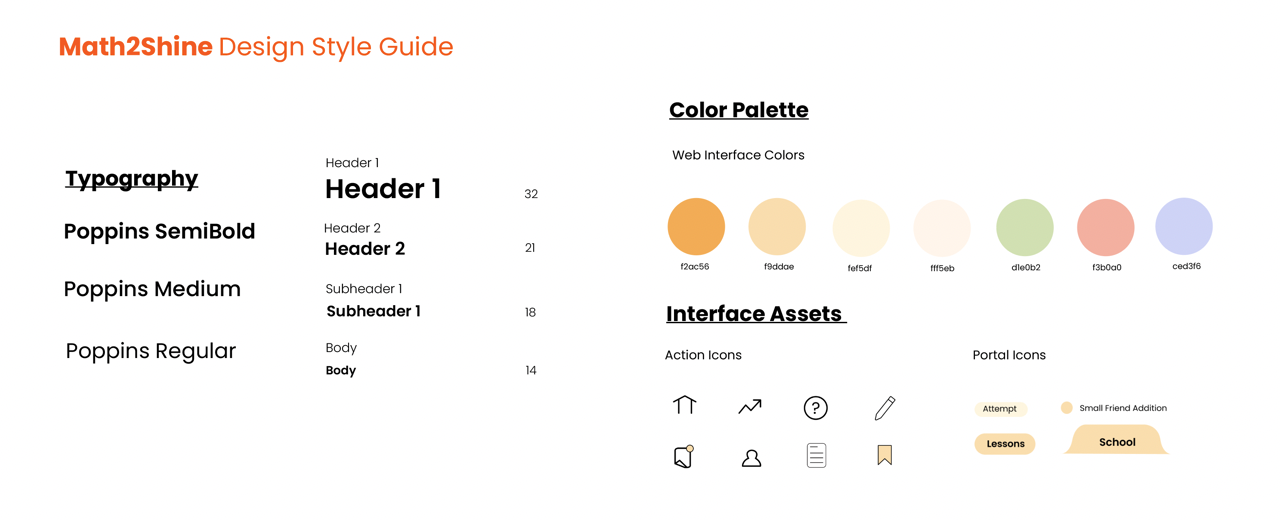 Math2Shine Design Style Guide
Typography
Poppins SemiBold
Poppins Medium
Poppins Regular
Header 1
Header 1
32
Header 2
Header 2
21
Subheader 1
Subheader 1
18
Body
Body
14
Color Palette
Web Interface Colors
f2ac56
f9ddae
fef5df
fff5eb
d1e0b2
f3b0a0
ced3f6
Interface Assets
Action Icons
?
Portal Icons
Attempt
Small Friend Addition
Lessons
School